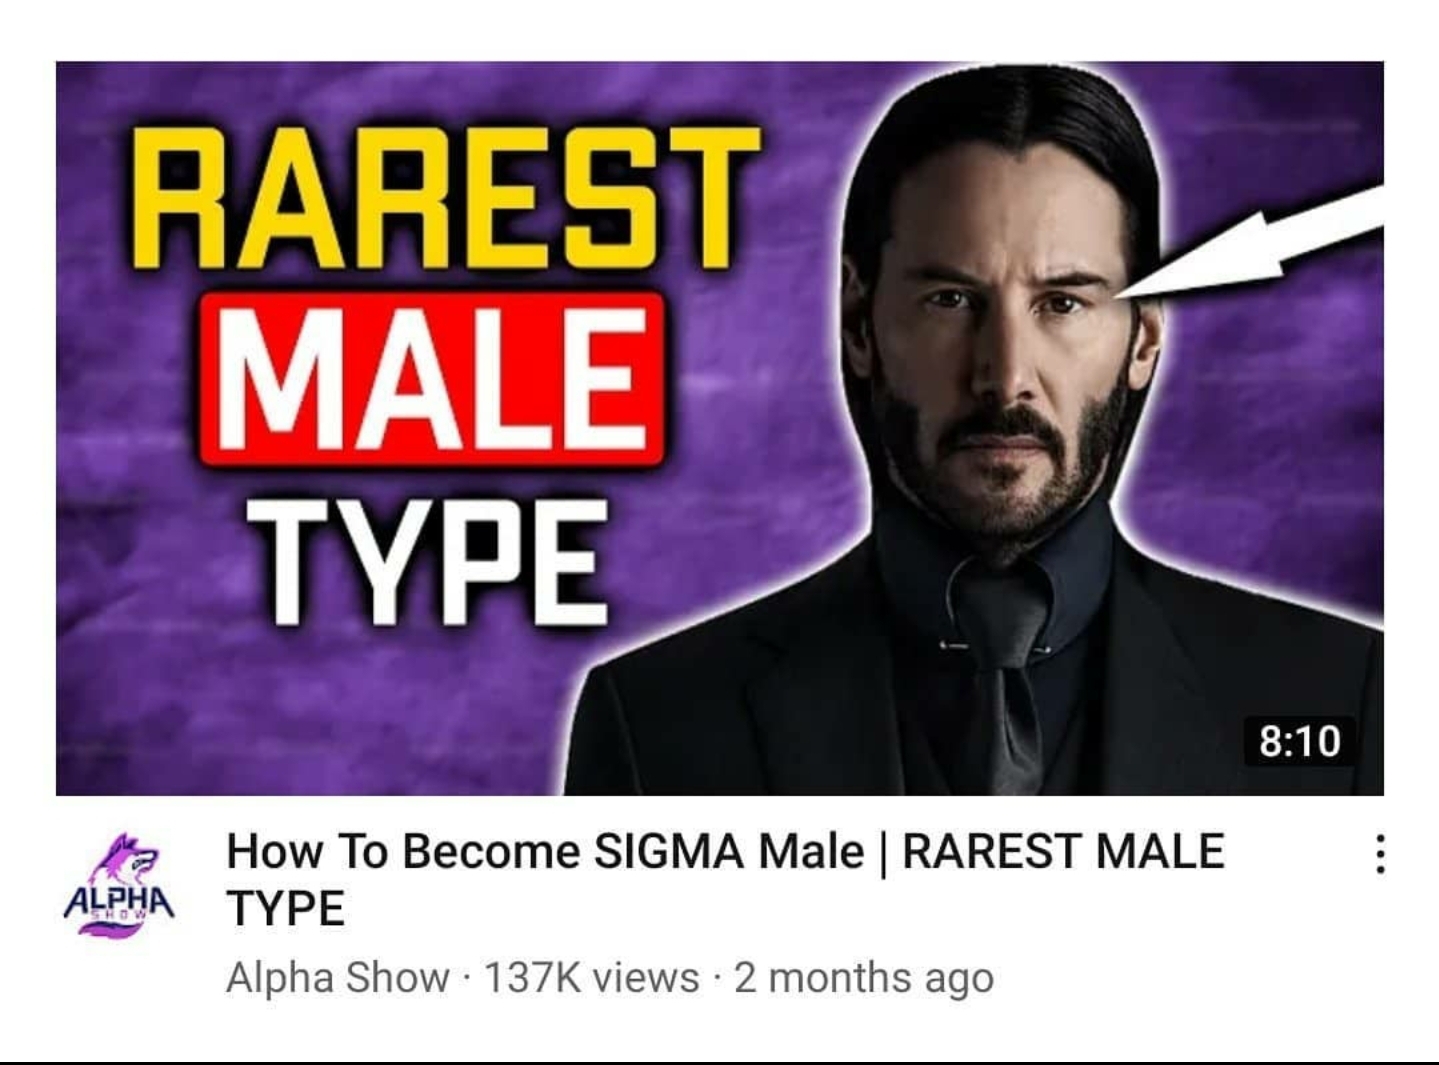 RAREST
MALE
TYPE
8:10
How To Become SIGMA Male | RAREST MALE
TYPE
ALPHA
SHOW
Alpha Show · 137K views · 2 months ago